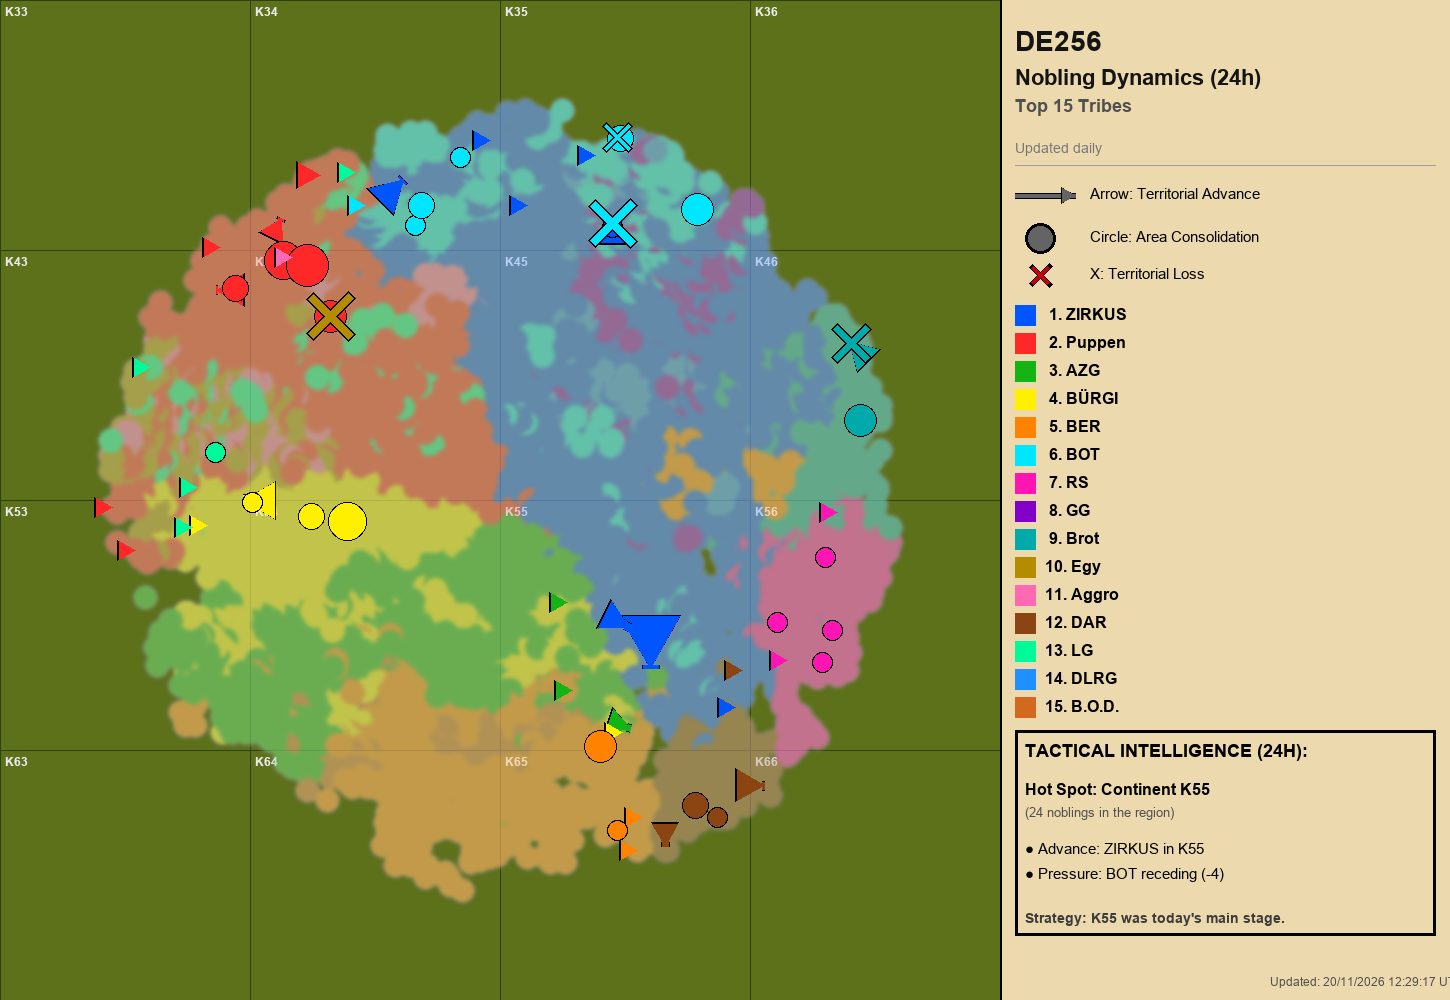 K33
K34
K35
K36
K43
K45
K46
K53
K55
K56
K63
K64
K65
K66
DE256
Nobling Dynamics (24h)
Top 15 Tribes
Updated daily
Arrow: Territorial Advance
Circle: Area Consolidation
X: Territorial Loss
1. ZIRKUS
2. Puppen
3. AZG
4. BÜRGI
5. BER
6. BOT
7. RS
8. GG
9. Brot
10. Egy
11. Aggro
12. DAR
13. LG
14. DLRG
15. B.O.D.
TACTICAL INTELLIGENCE (24H):
Hot Spot: Continent K55
(24 noblings in the region)
● Advance: ZIRKUS in K55
● Pressure: BOT receding (-4)
Strategy: K55 was today's main stage.
Updated: 20/11/2026 12:29:17